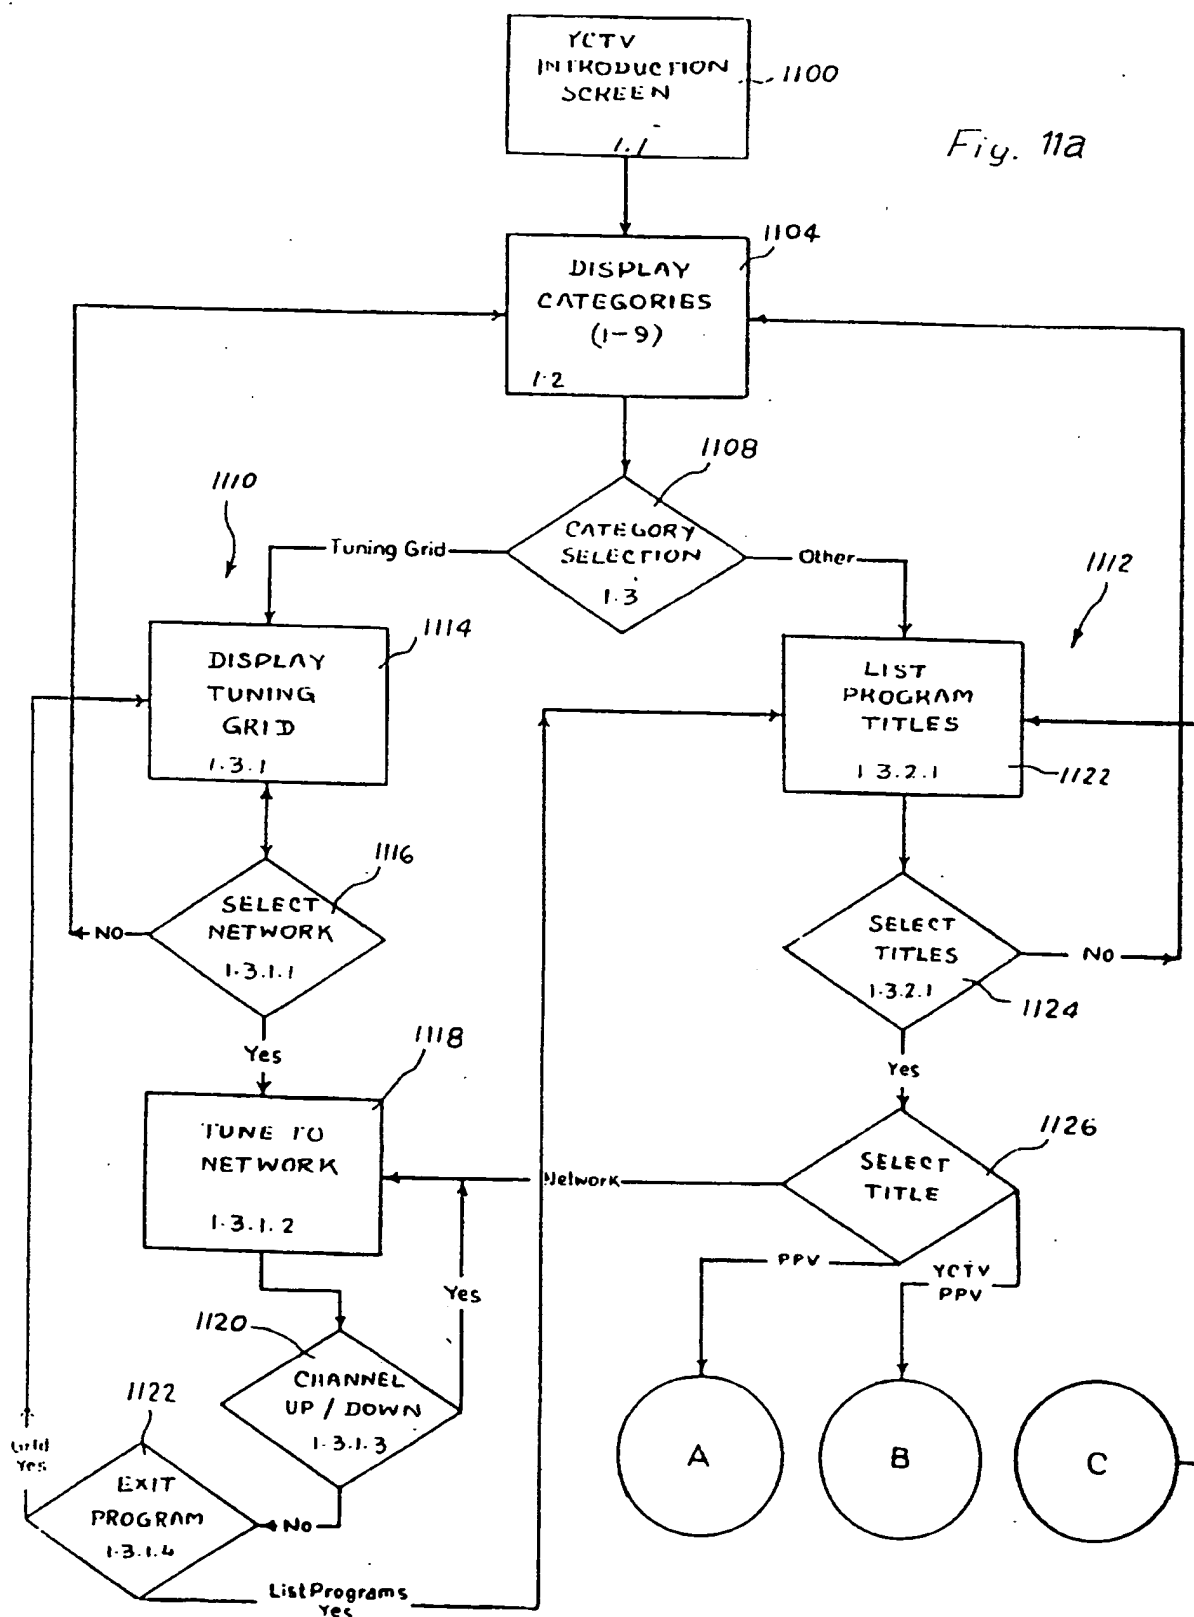 YCTV
INTRODUCTION
SCREEN
1.1
1100
Fig. 11a
1104
DISPLAY
CATEGORIES
(1-9)
1.2
1108
1110
CATEGORY
SELECTION
1.3
Tuning Grid
Other
1112
1114
DISPLAY
TUNING
GRID
1.3.1
LIST
PROGRAM
TITLES
1.3.2.1
1122
1116
SELECT
NETWORK
1.3.1.1
NO
SELECT
TITLES
1.3.2.1
NO
1124
Yes
Yes
1118
TUNE TO
NETWORK
1.3.1.2
1126
SELECT
TITLE
Network
PPV
YCTV
PPV
Yes
1120
CHANNEL
UP / DOWN
1.3.1.3
1122
Grid
Yes
EXIT
PROGRAM
1.3.1.4
No
List Programs
Yes
A
B
C